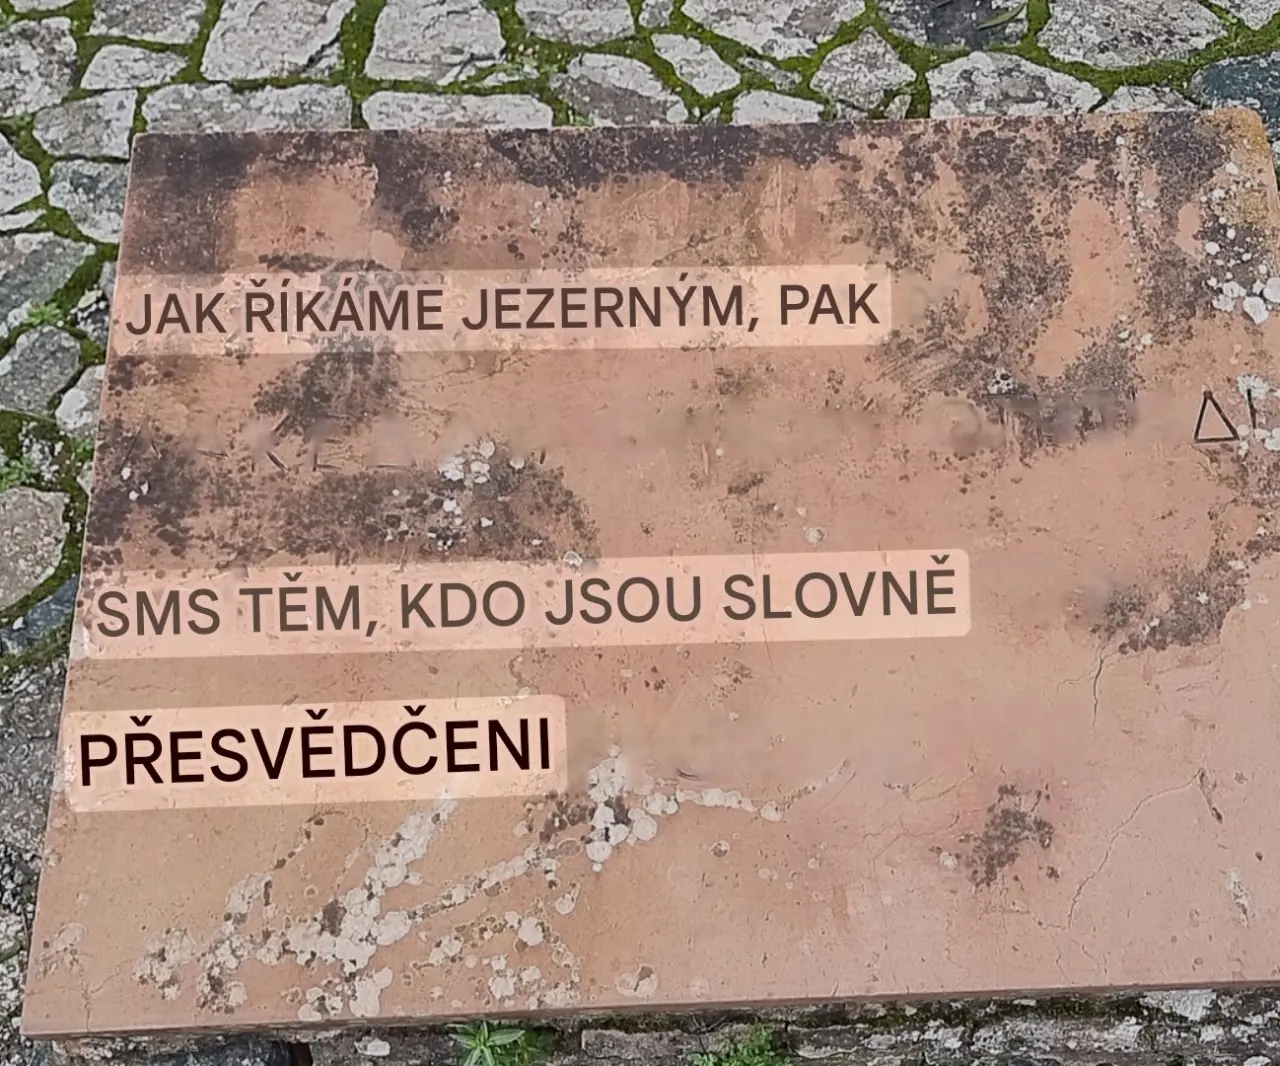 JAK ŘÍKÁME JEZERNÝM, PAK
SMS TĚM, KDO JSOU SLOVNĚ
PŘESVĚDČENI